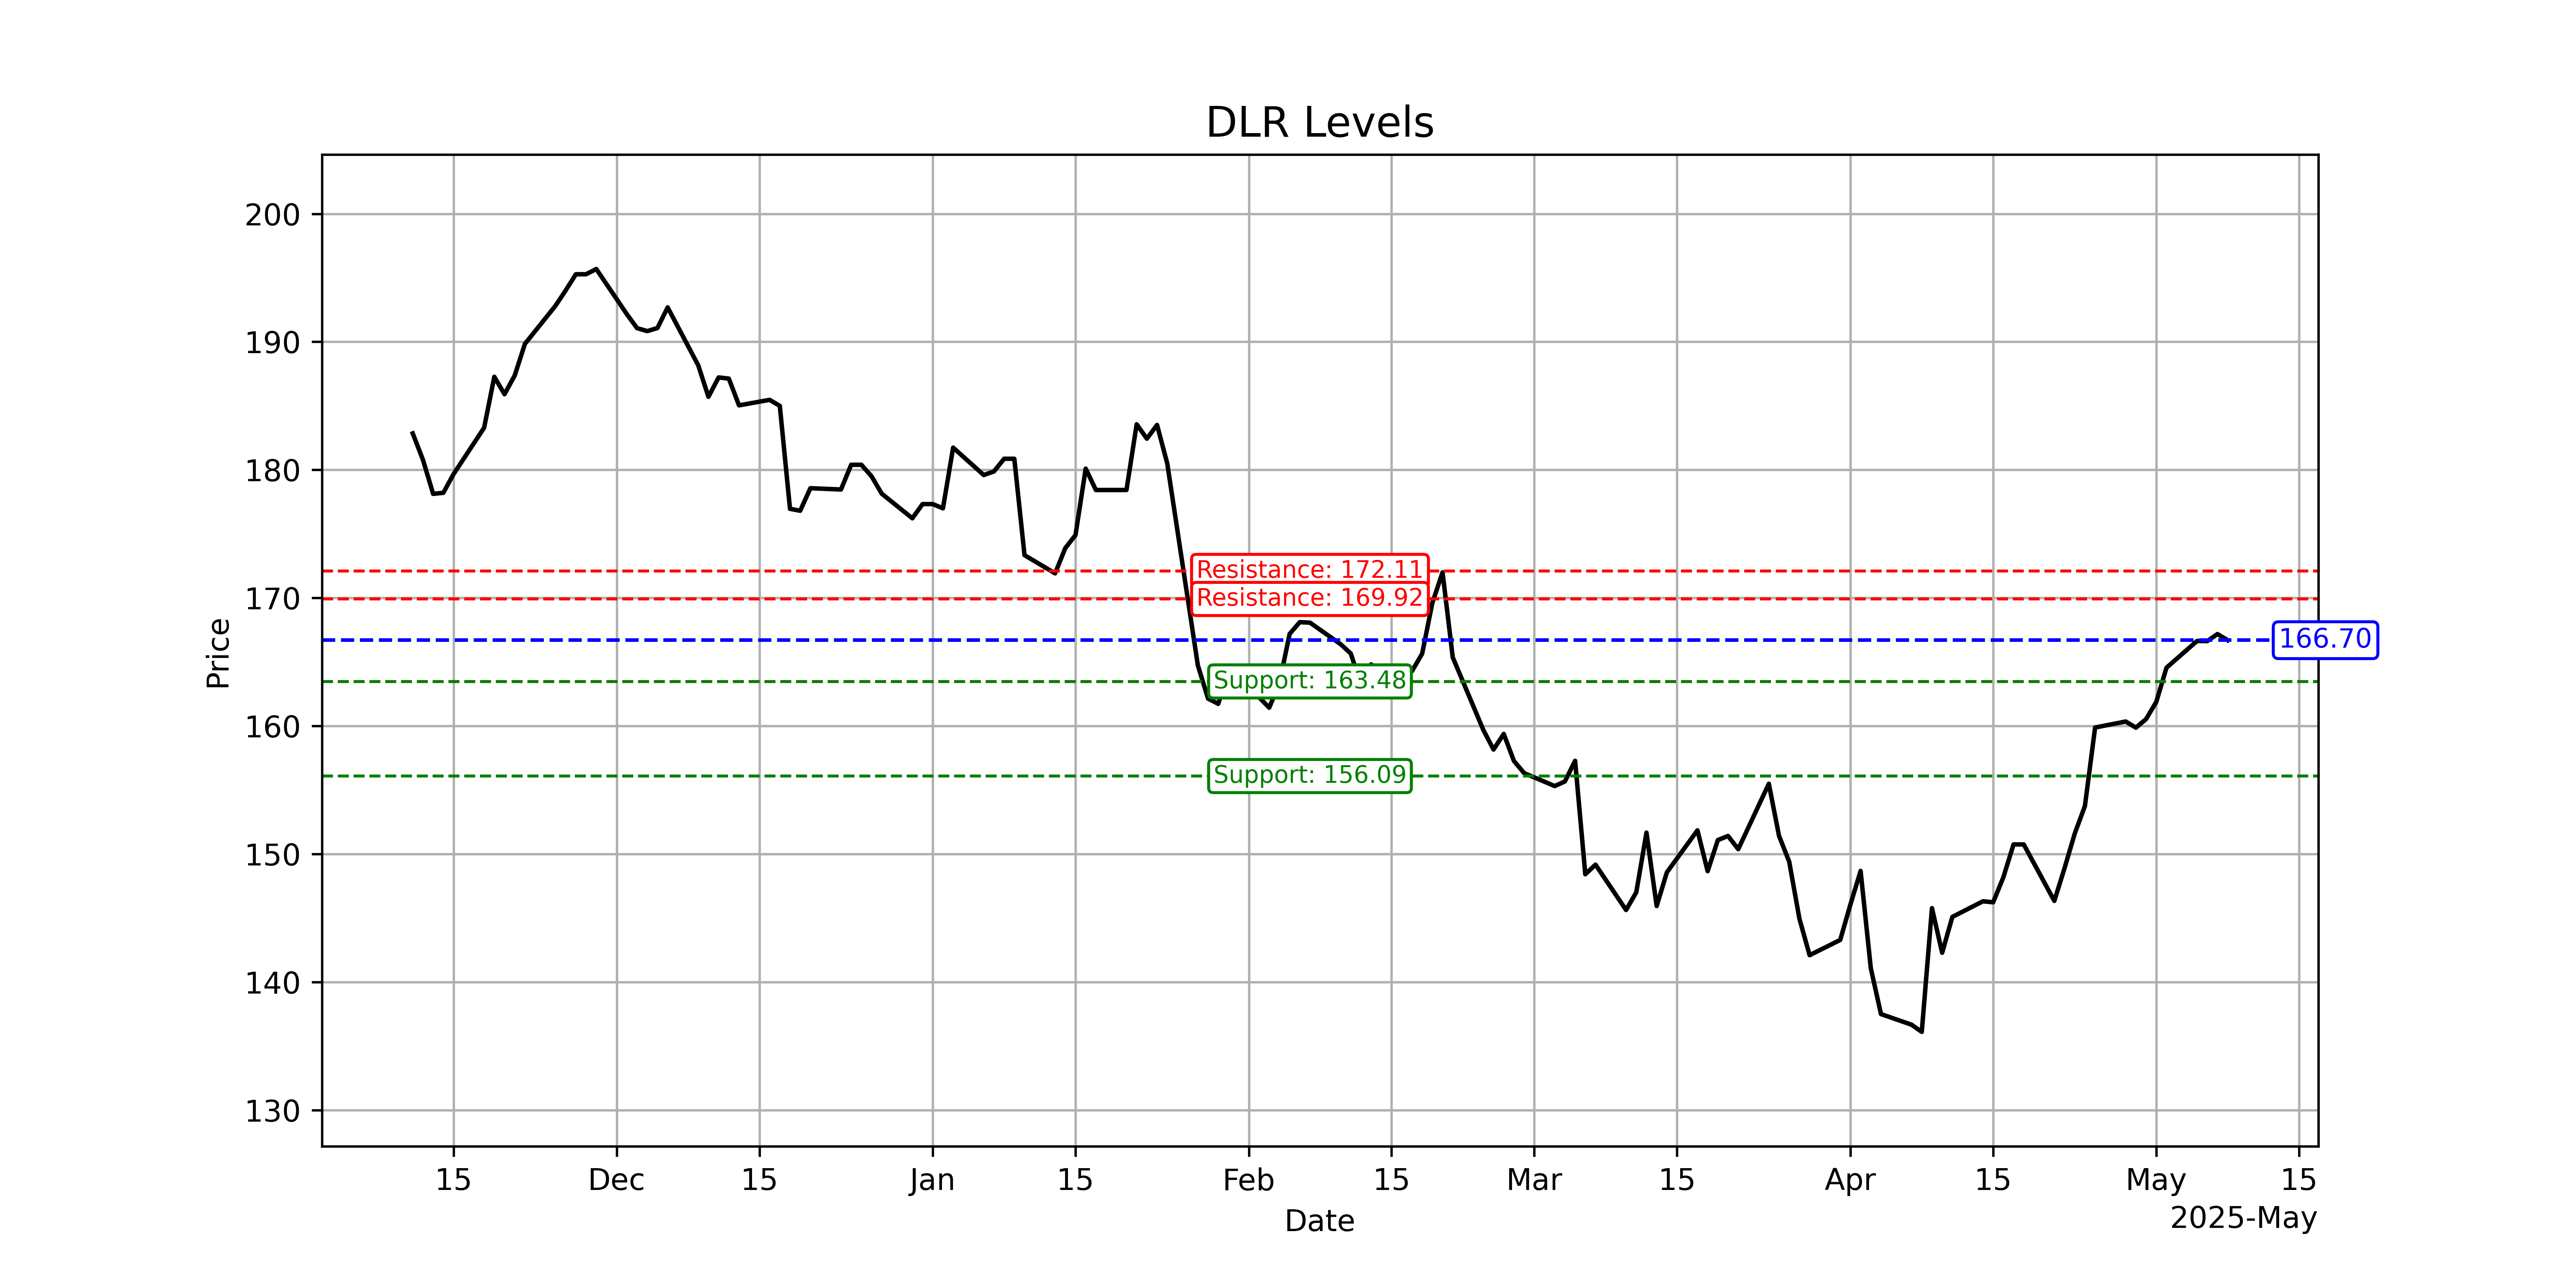 DLR Levels
200
190
180
170
160
150
140
130
Price
Resistance: 172.11
Resistance: 169.92
166.70
Support: 163.48
Support: 156.09
15 Dec 15 Jan 15 Feb 15 Mar 15 Apr 15 May 15
Date
2025-May